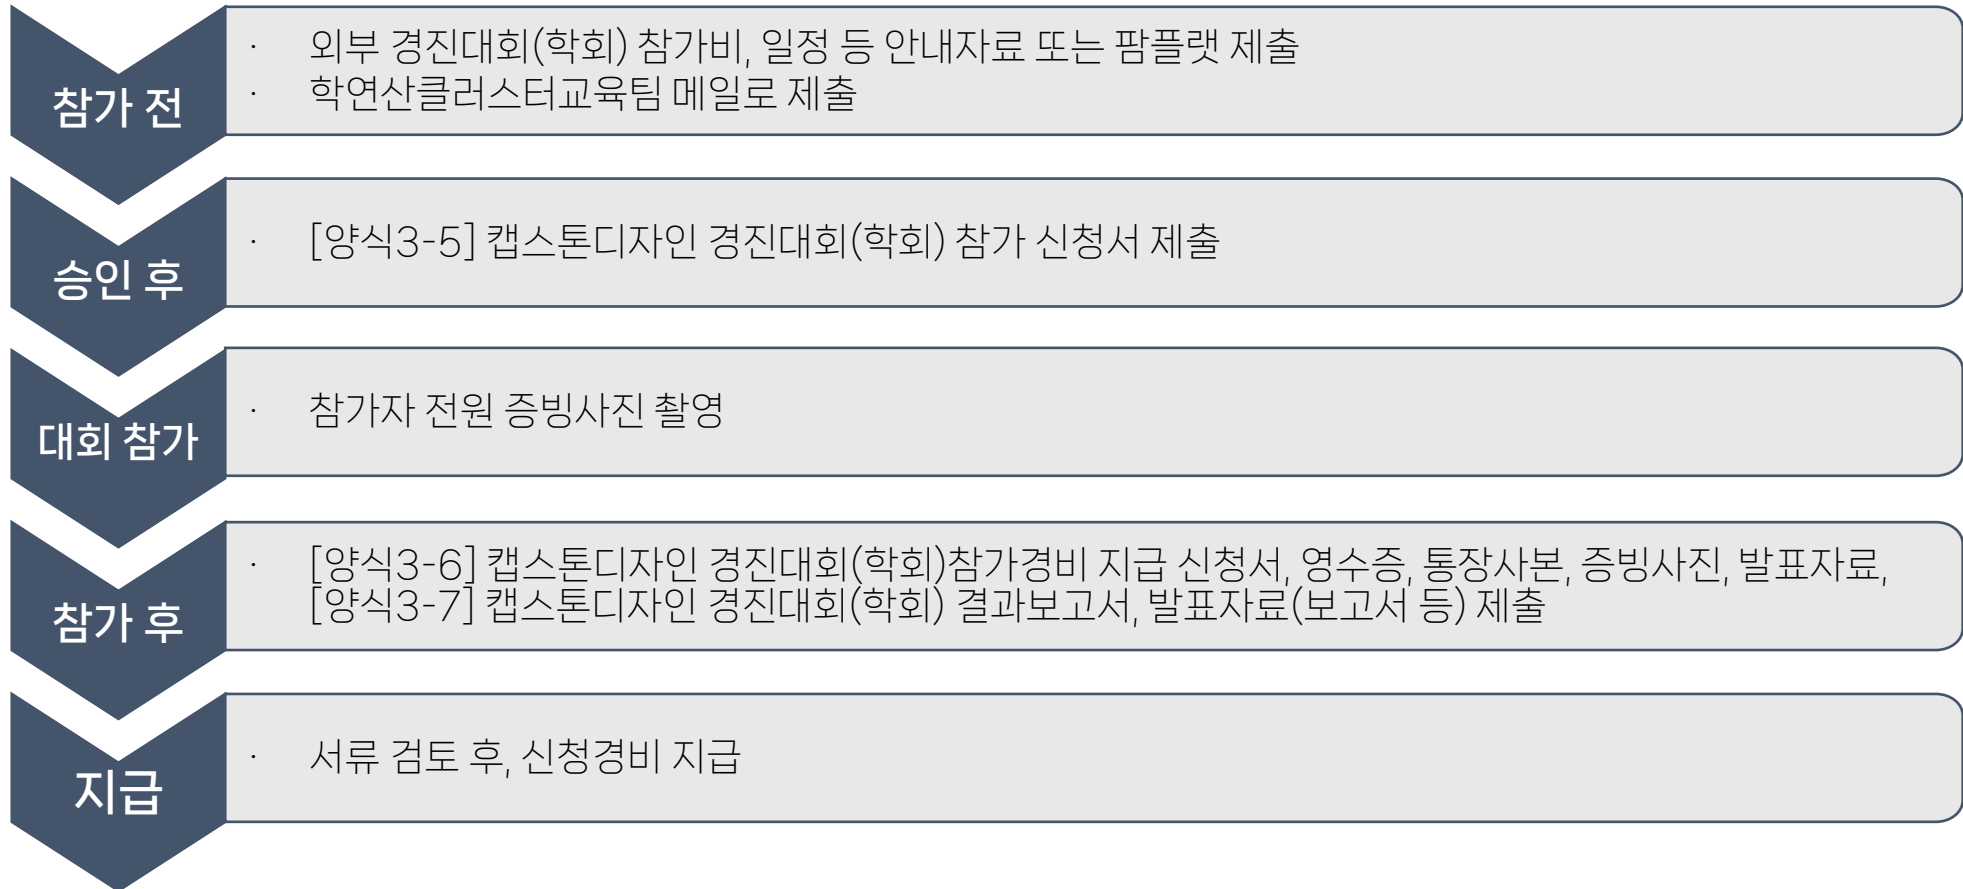 참가 전
· 외부 경진대회(학회) 참가비, 일정 등 안내자료 또는 팜플랫 제출
· 학연산클러스터교육팀 메일로 제출
승인 후
· [양식3-5] 캡스톤디자인 경진대회(학회) 참가 신청서 제출
대회 참가
· 참가자 전원 증빙사진 촬영
참가 후
· [양식3-6] 캡스톤디자인 경진대회(학회)참가경비 지급 신청서, 영수증, 통장사본, 증빙사진, 발표자료,
[양식3-7] 캡스톤디자인 경진대회(학회) 결과보고서, 발표자료(보고서 등) 제출
지급
· 서류 검토 후, 신청경비 지급